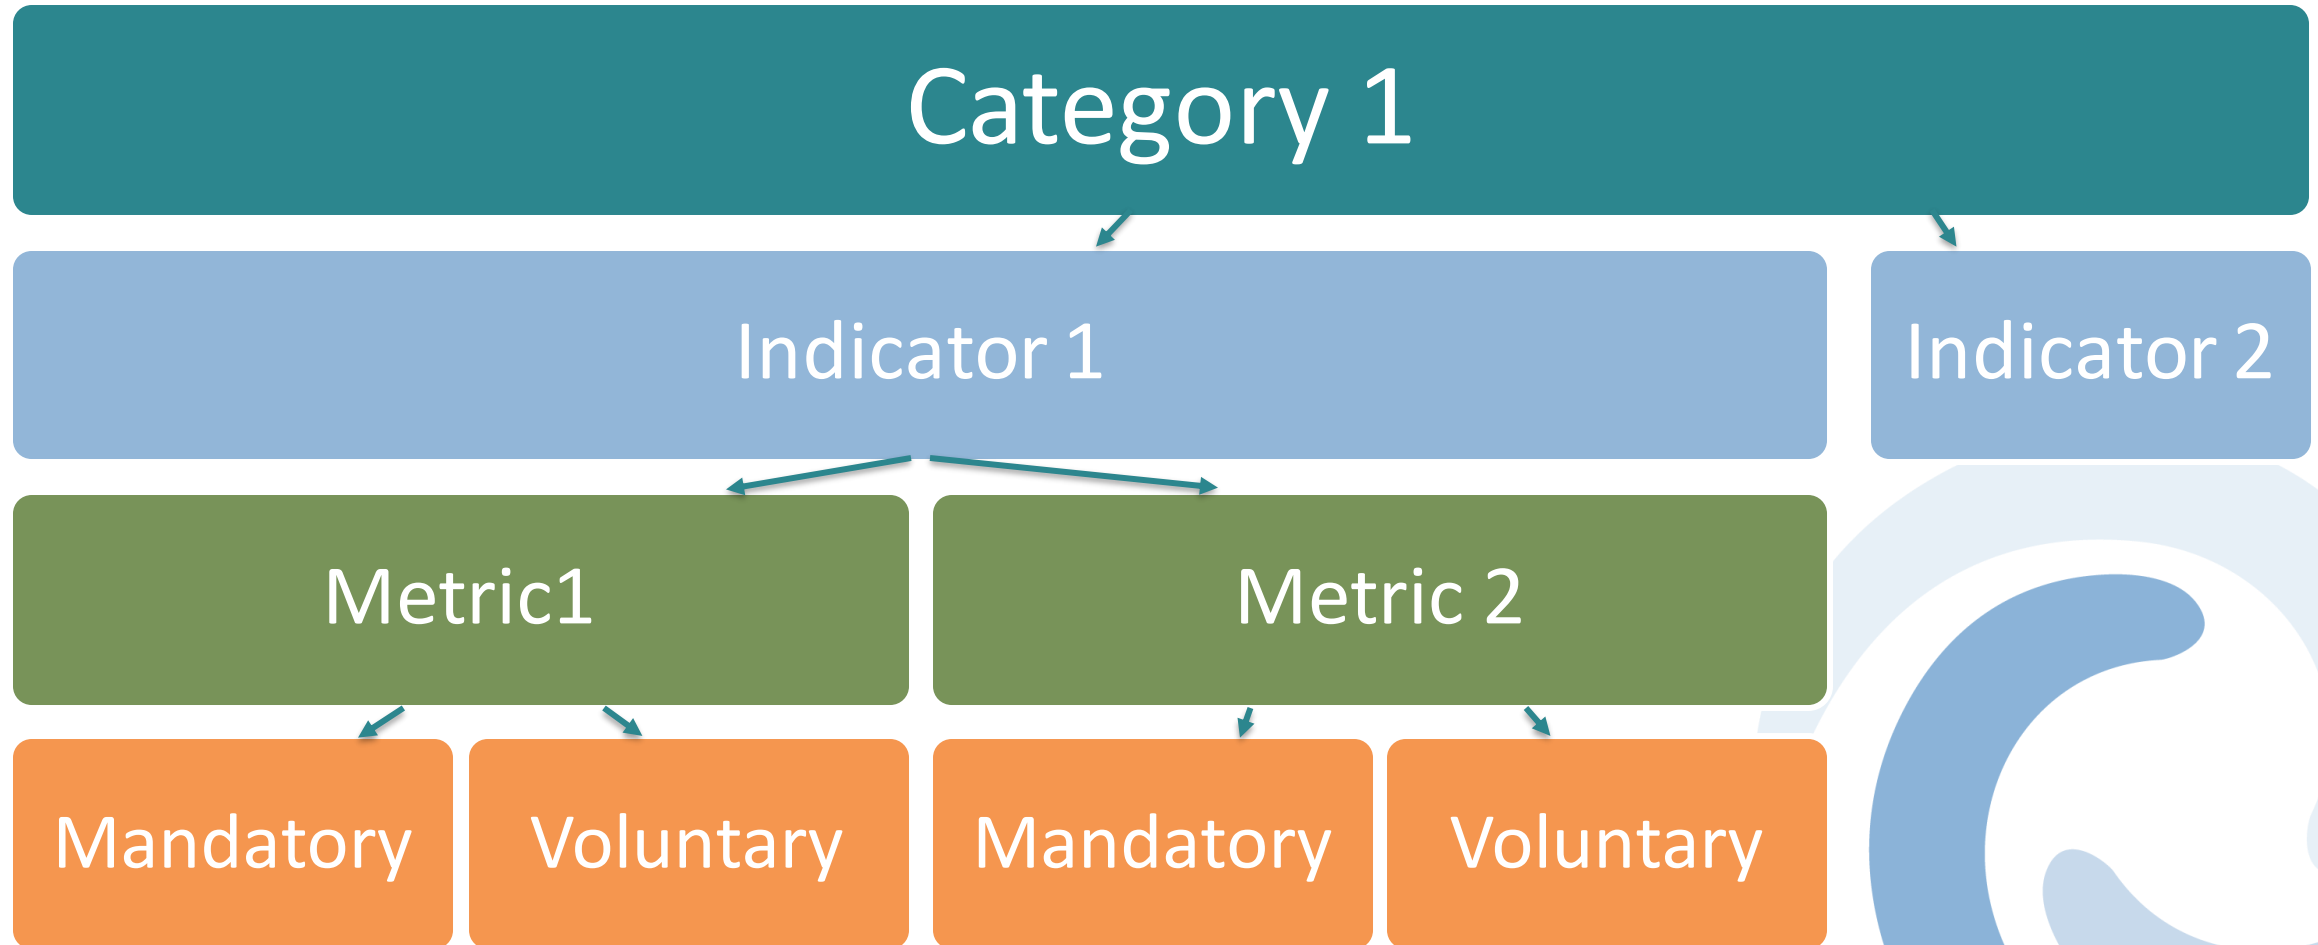 Category 1
Indicator 1
Indicator 2
Metric1
Metric 2
Mandatory
Voluntary
Mandatory
Voluntary